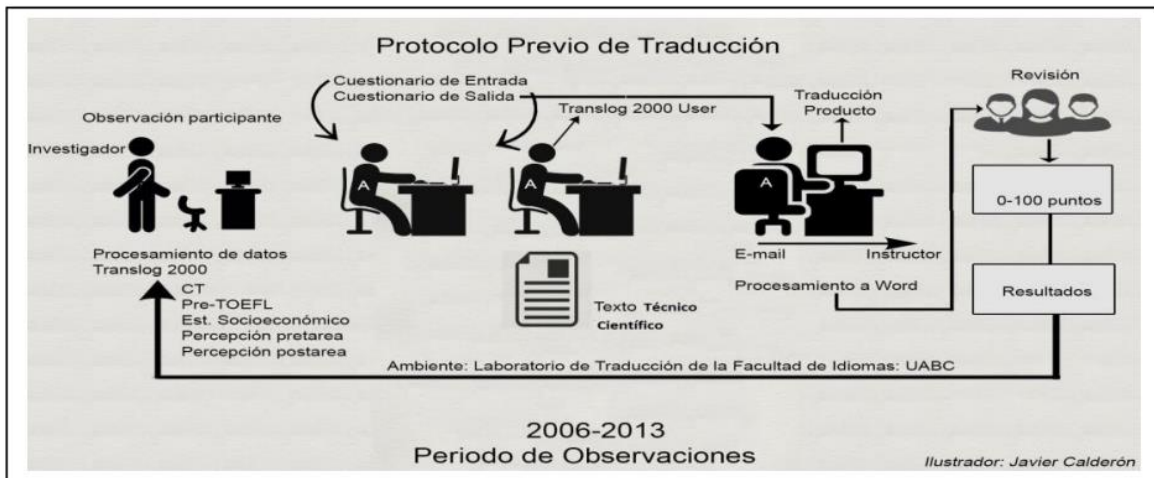 Protocolo Previo de Traducción
Cuestionario de Entrada
Cuestionario de Salida
Translog 2000 User
Traducción
Producto
Revisión
Observación participante
Investigador
A
A
A
0-100 puntos
E-mail
Instructor
Procesamiento a Word
Resultados
Procesamiento de datos
Translog 2000
CT
Pre-TOEFL
Est. Socioeconómico
Percepción pretarea
Percepción postarea
Texto Técnico
Científico
Ambiente: Laboratorio de Traducción de la Facultad de Idiomas: UABC
2006-2013
Periodo de Observaciones
Ilustrador: Javier Calderón